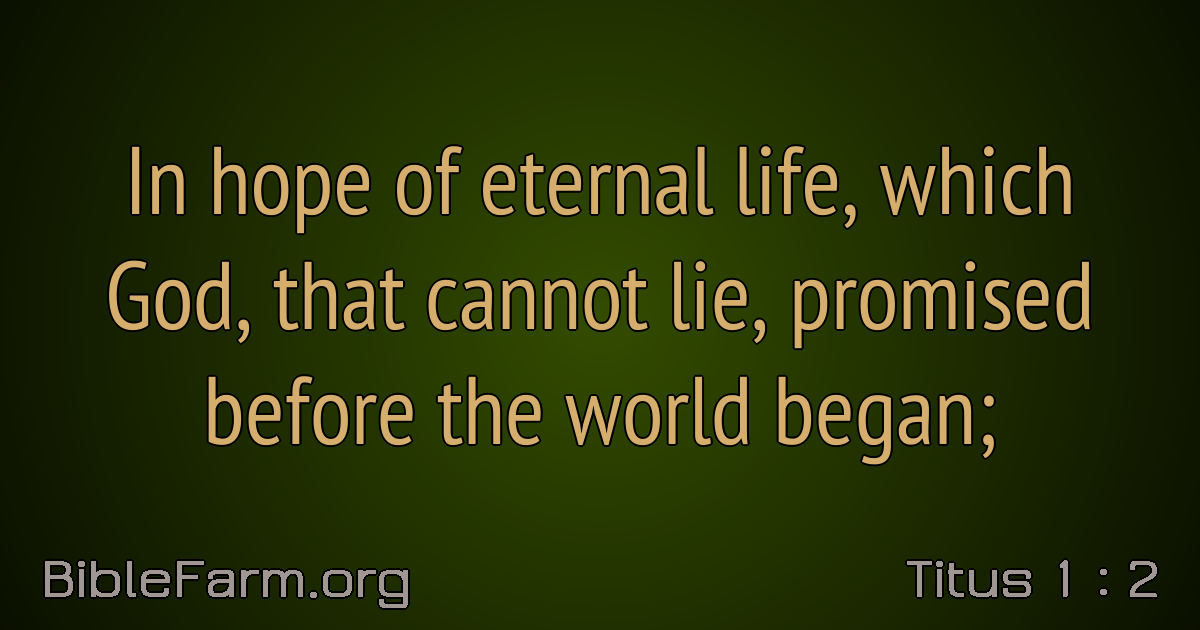 In hope of eternal life, which
God, that cannot lie, promised
before the world began;
BibleFarm.org
Titus 1 : 2